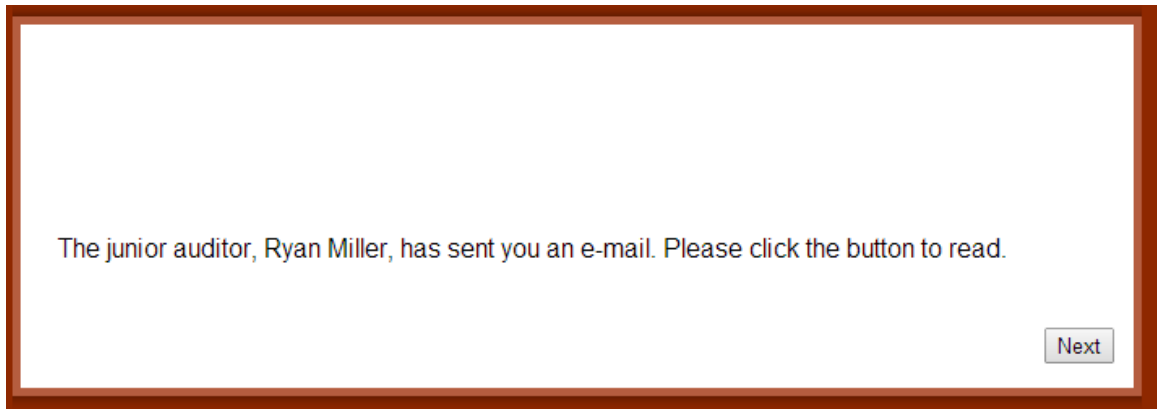 The junior auditor, Ryan Miller, has sent you an e-mail. Please click the button to read.
Next